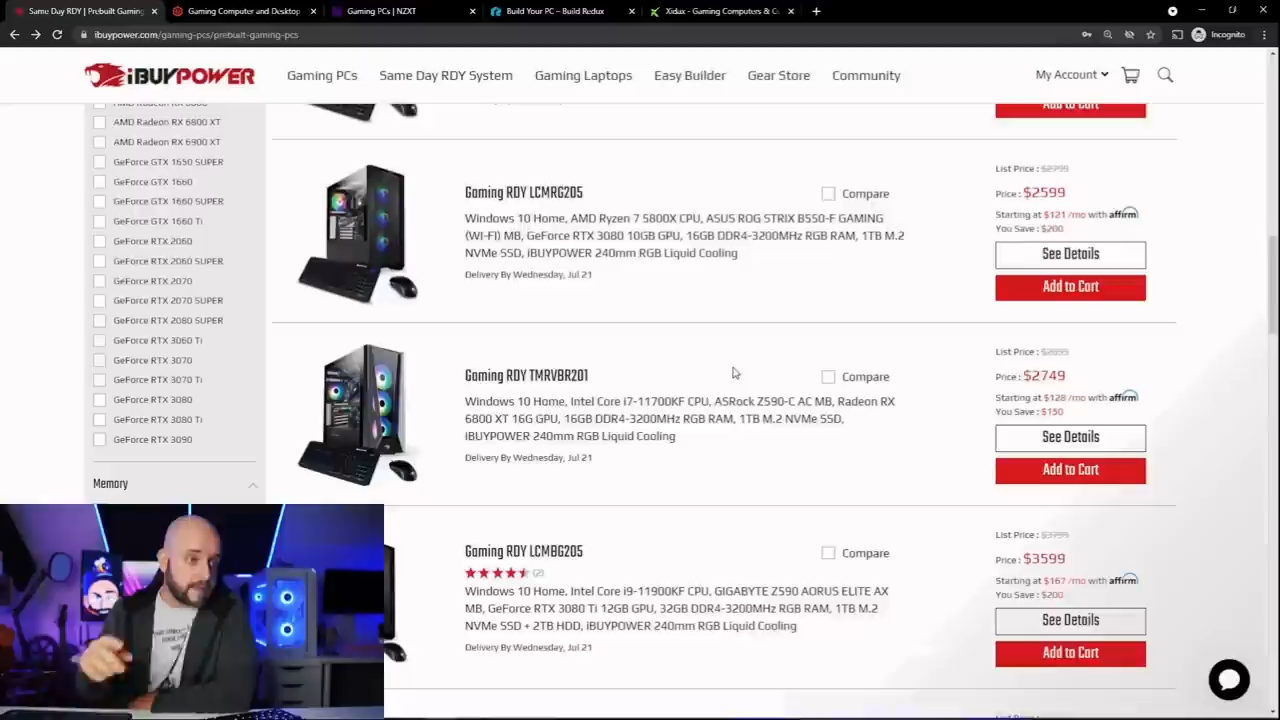 Same Day RDY | Prebuilt Gaming
Gaming Computer and Desktop
Gaming PCs | NZXT
Build Your PC – Build Redux
Xidax - Gaming Computers & Cu
ibuypower.com/gaming-pcs/prebuilt-gaming-pcs
Incognito
iBUYPOWER
Gaming PCs
Same Day RDY System
Gaming Laptops
Easy Builder
Gear Store
Community
My Account
AMD Radeon RX 6800 XT
AMD Radeon RX 6900 XT
GeForce GTX 1650 SUPER
GeForce GTX 1660
GeForce GTX 1660 SUPER
GeForce GTX 1660 Ti
GeForce RTX 2060
GeForce RTX 2060 SUPER
GeForce RTX 2070
GeForce RTX 2070 SUPER
GeForce RTX 2080 SUPER
GeForce RTX 3060 Ti
GeForce RTX 3070
GeForce RTX 3070 Ti
GeForce RTX 3080
GeForce RTX 3080 Ti
GeForce RTX 3090
Memory
Add to Cart
Gaming RDY LCMRG205
Compare
Windows 10 Home, AMD Ryzen 7 5800X CPU, ASUS ROG STRIX B550-F GAMING
(WI-FI) MB, GeForce RTX 3080 10GB GPU, 16GB DDR4-3200MHz RGB RAM, 1TB M.2
NVMe SSD, iBUYPOWER 240mm RGB Liquid Cooling
Delivery By Wednesday, Jul 21
List Price : $2799
Price : $2599
Starting at $121 /mo with affirm
You Save : $200
See Details
Add to Cart
Gaming RDY TMRVBR201
Compare
Windows 10 Home, Intel Core i7-11700KF CPU, ASRock Z590-C AC MB, Radeon RX
6800 XT 16G GPU, 16GB DDR4-3200MHz RGB RAM, 1TB M.2 NVMe SSD,
iBUYPOWER 240mm RGB Liquid Cooling
Delivery By Wednesday, Jul 21
List Price :
Price : $2749
Starting at $128 /mo with affirm
You Save : $150
See Details
Add to Cart
Gaming RDY LCMBG205
Compare
(2)
Windows 10 Home, Intel Core i9-11900KF CPU, GIGABYTE Z590 AORUS ELITE AX
MB, GeForce RTX 3080 Ti 12GB GPU, 32GB DDR4-3200MHz RGB RAM, 1TB M.2
NVMe SSD + 2TB HDD, iBUYPOWER 240mm RGB Liquid Cooling
Delivery By Wednesday, Jul 21
List Price : $3799
Price : $3599
Starting at $167 /mo with affirm
You Save : $200
See Details
Add to Cart